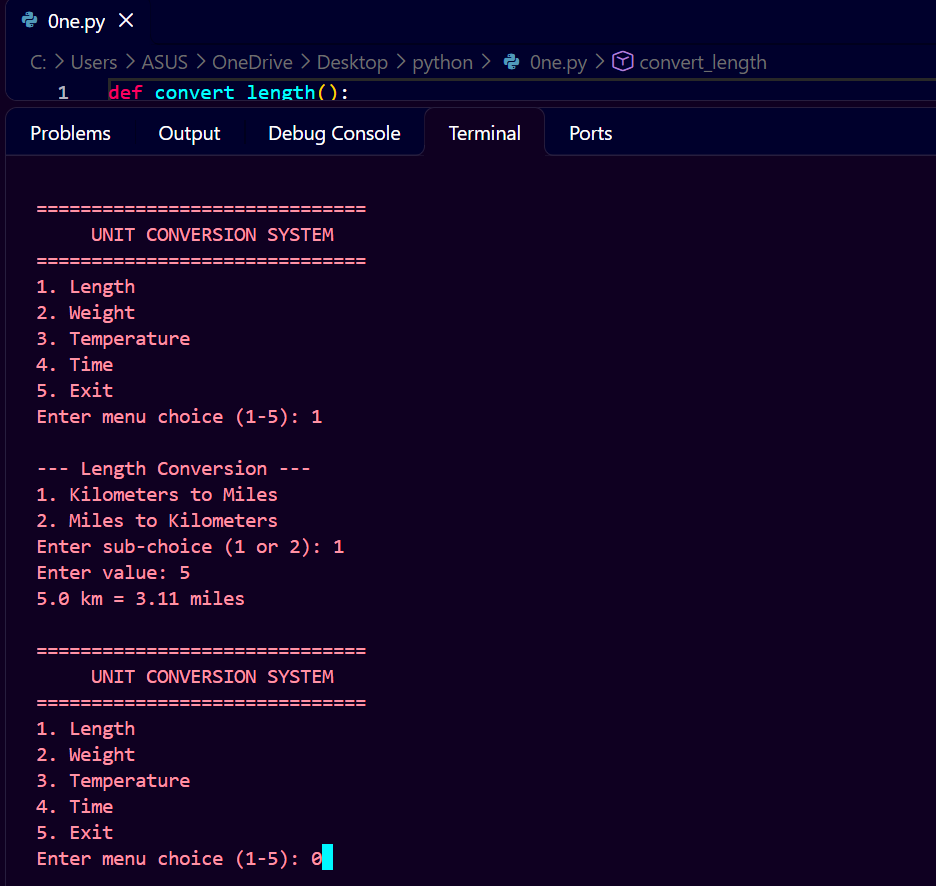 0ne.py
C: > Users > ASUS > OneDrive > Desktop > python > 0ne.py > convert_length
1 def convert_length():
Problems Output Debug Console Terminal Ports
==============================
     UNIT CONVERSION SYSTEM
==============================
1. Length
2. Weight
3. Temperature
4. Time
5. Exit
Enter menu choice (1-5): 1
--- Length Conversion ---
1. Kilometers to Miles
2. Miles to Kilometers
Enter sub-choice (1 or 2): 1
Enter value: 5
5.0 km = 3.11 miles
==============================
     UNIT CONVERSION SYSTEM
==============================
1. Length
2. Weight
3. Temperature
4. Time
5. Exit
Enter menu choice (1-5): 0